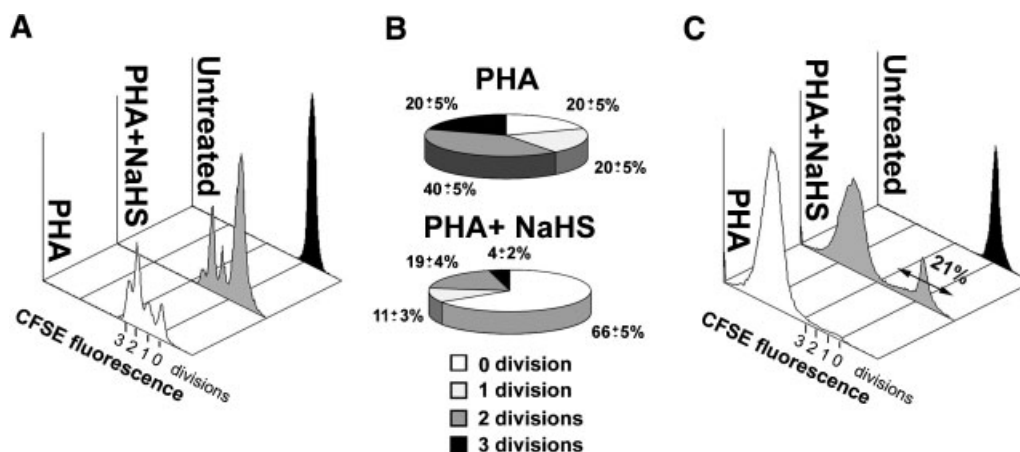 A
PHA
PHA+NaHS
Untreated
3 2 1 0 divisions
CFSE fluorescence
B
PHA
20±5%
20±5%
20±5%
40±5%
PHA+ NaHS
4±2%
19±4%
11±3%
66±5%
0 division
1 division
2 divisions
3 divisions
C
PHA
PHA+NaHS
Untreated
21%
3 2 1 0 divisions
CFSE fluorescence